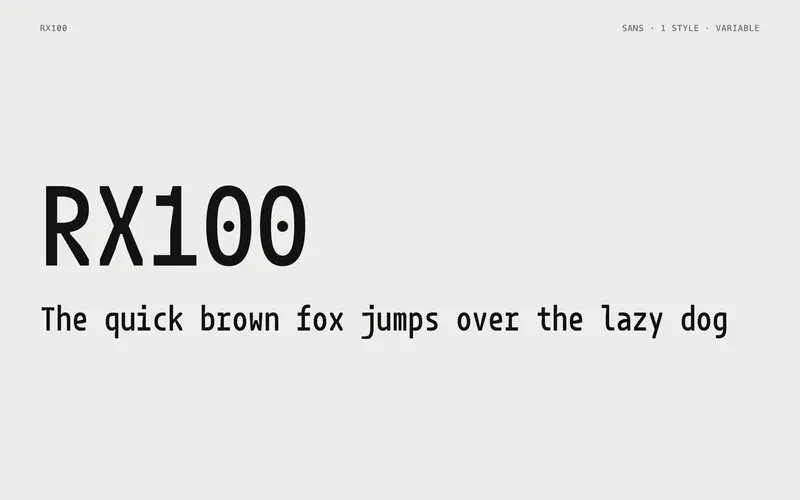 RX100
SANS · 1 STYLE · VARIABLE
RX100
The quick brown fox jumps over the lazy dog